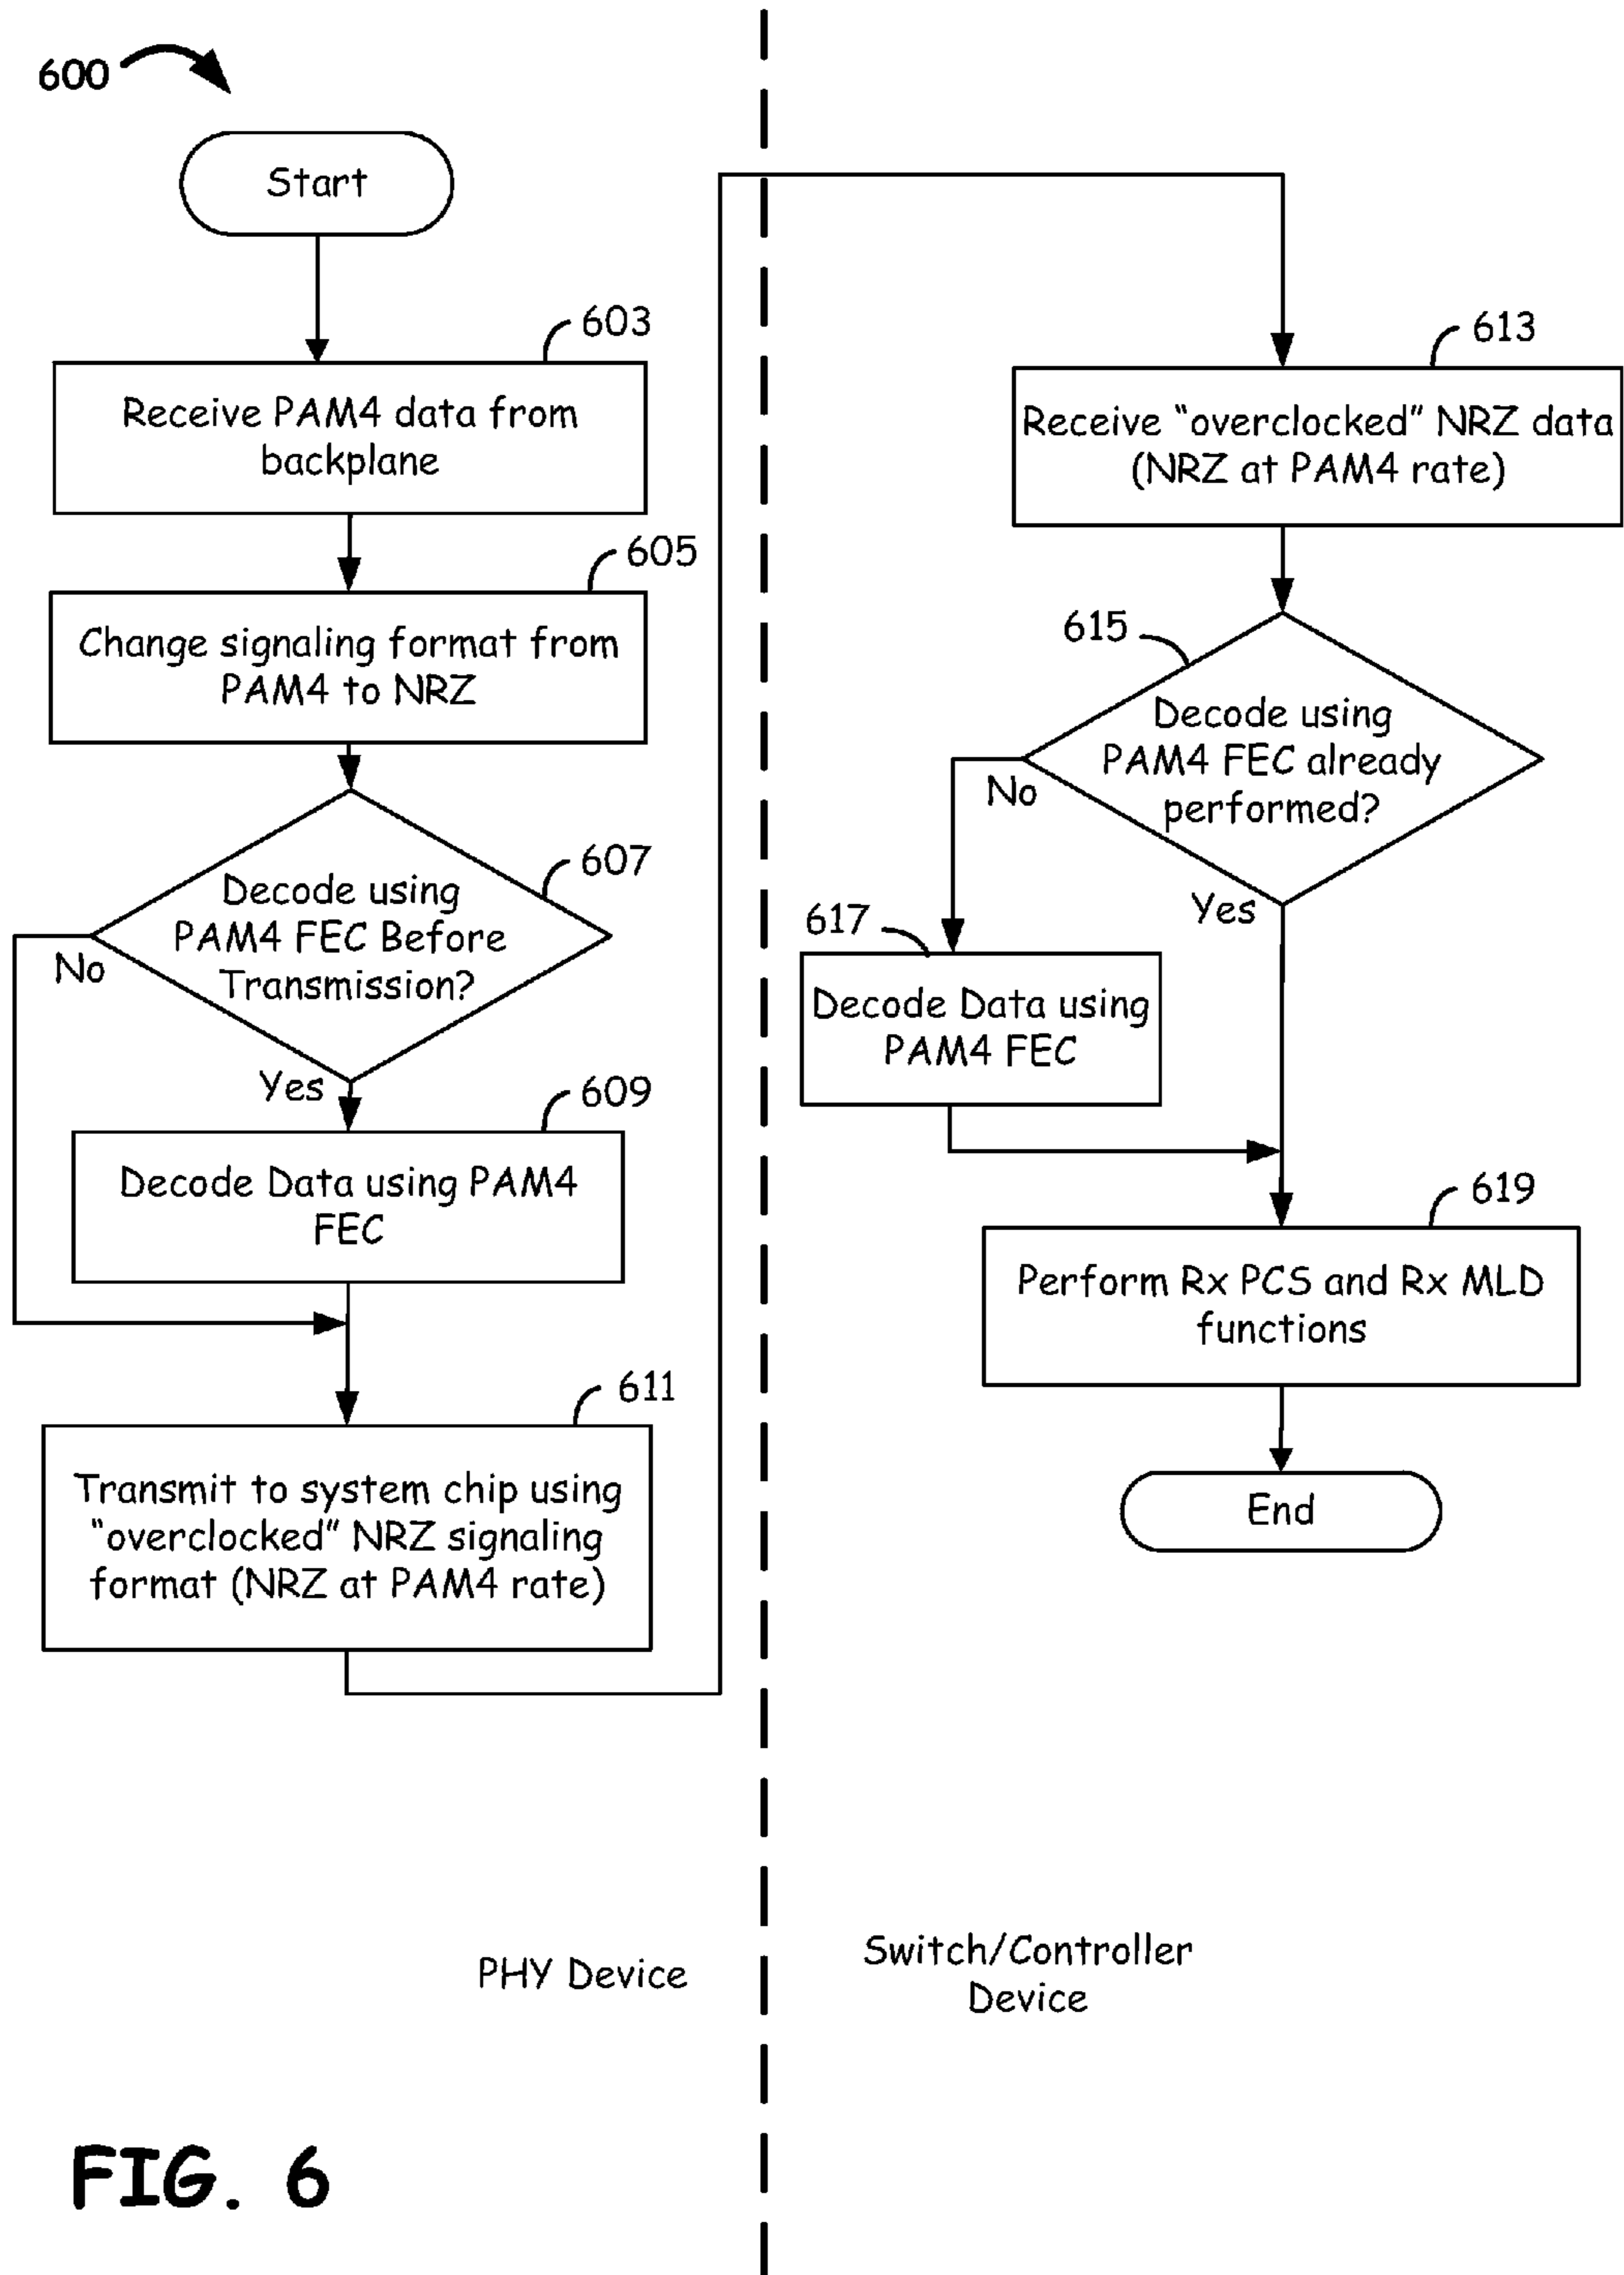 600
Start
603
Receive PAM4 data from
backplane
605
Change signaling format from
PAM4 to NRZ
607
Decode using
PAM4 FEC Before
Transmission?
No
Yes
609
Decode Data using PAM4
FEC
611
Transmit to system chip using
"overclocked" NRZ signaling
format (NRZ at PAM4 rate)
613
Receive "overclocked" NRZ data
(NRZ at PAM4 rate)
615
Decode using
PAM4 FEC already
performed?
No
Yes
617
Decode Data using
PAM4 FEC
619
Perform Rx PCS and Rx MLD
functions
End
PHY Device
Switch/Controller
Device
FIG. 6